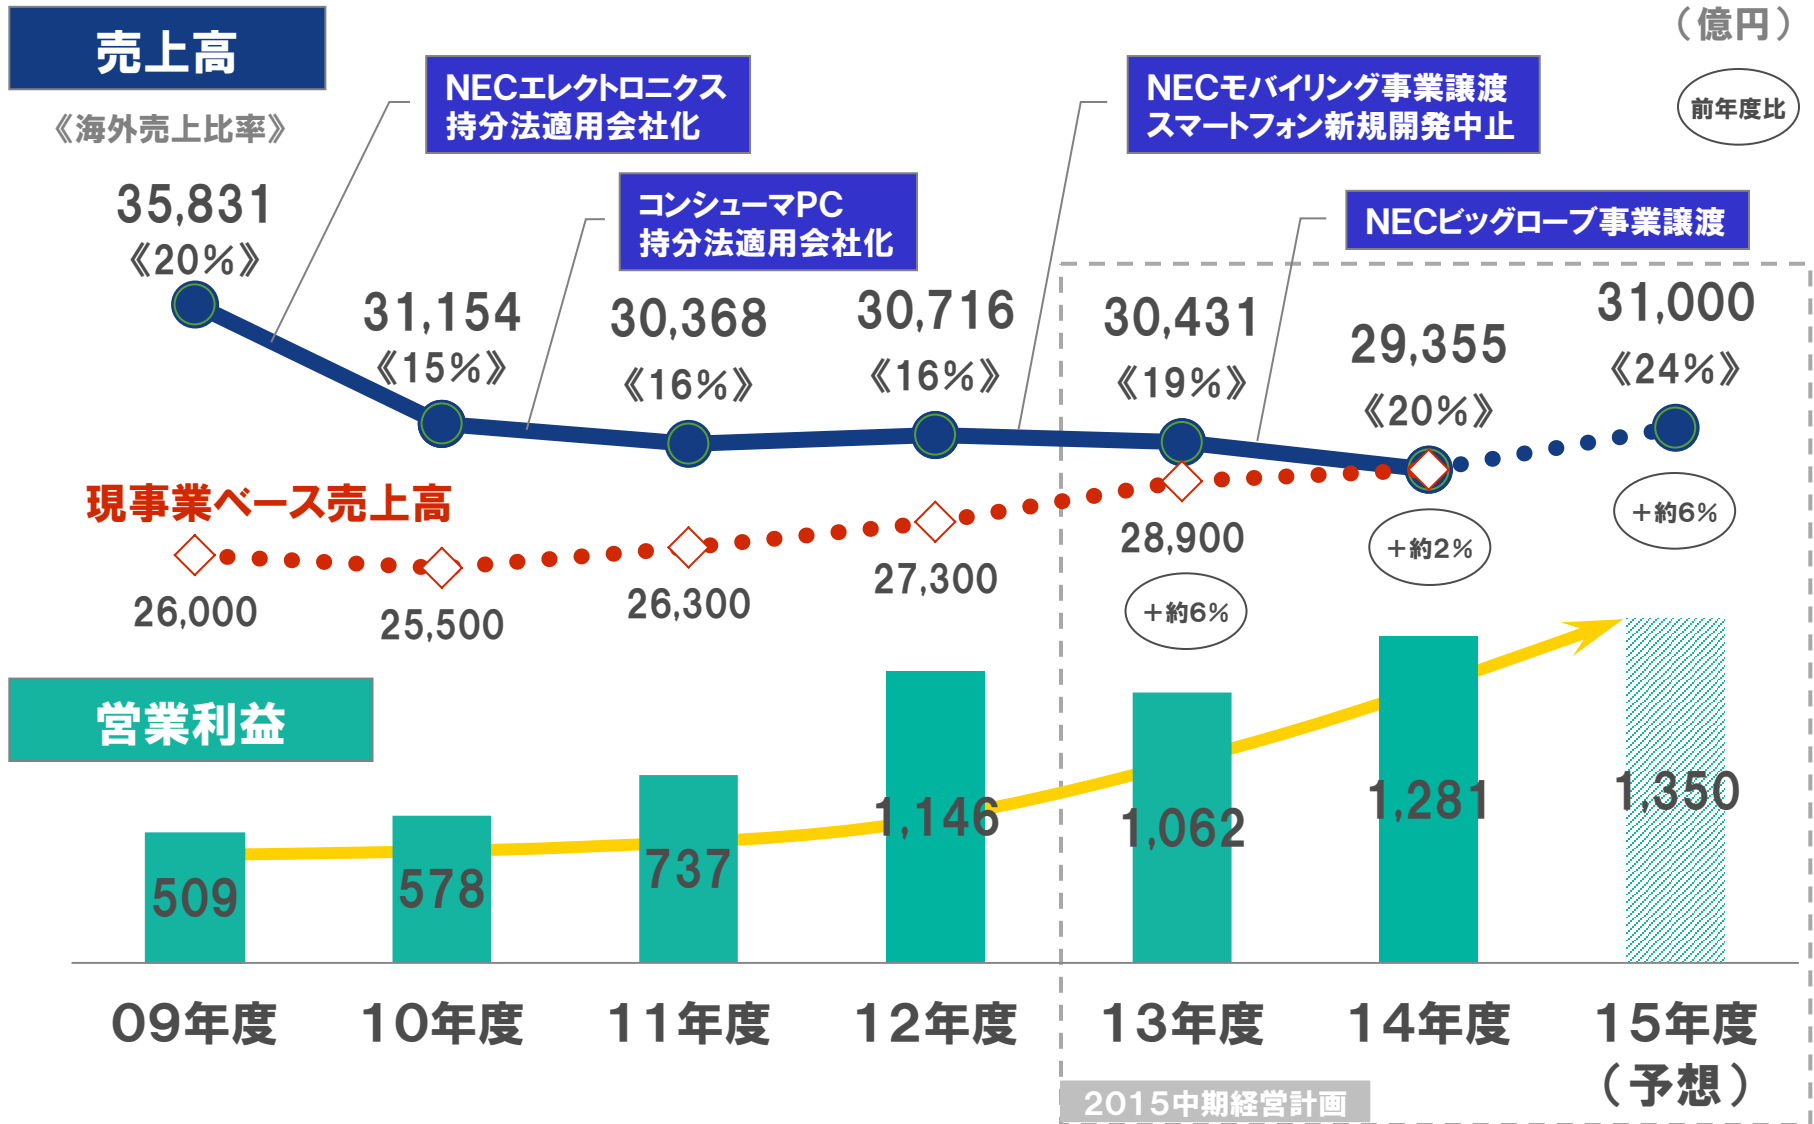 売上高
（億円）
《海外売上比率》
前年度比
NECエレクトロニクス
持分法適用会社化
コンシューマPC
持分法適用会社化
NECモバイリング事業譲渡
スマートフォン新規開発中止
NECビッグローブ事業譲渡
35,831
《20%》
31,154
《15%》
30,368
《16%》
30,716
《16%》
30,431
《19%》
29,355
《20%》
31,000
《24%》
現事業ベース売上高
26,000
25,500
26,300
27,300
28,900
＋約6%
＋約2%
＋約6%
営業利益
509
578
737
1,146
1,062
1,281
1,350
09年度
10年度
11年度
12年度
13年度
14年度
15年度
（予想）
2015中期経営計画